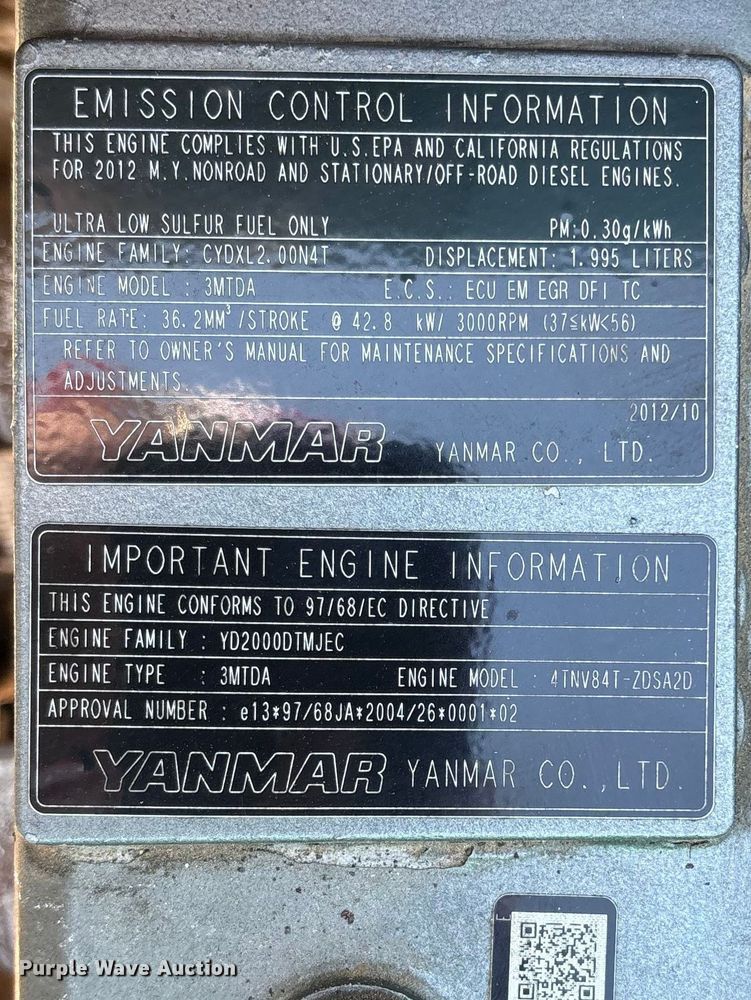 EMISSION CONTROL INFORMATION
THIS ENGINE COMPLIES WITH U.S.EPA AND CALIFORNIA REGULATIONS
FOR 2012 M.Y.NONROAD AND STATIONARY/OFF-ROAD DIESEL ENGINES.
ULTRA LOW SULFUR FUEL ONLY PM:0.30g/kWh
ENGINE FAMILY: CYDXL2.00N4T DISPLACEMENT: 1.995 LITERS
ENGINE MODEL : 3MTDA E.C.S.: ECU EM EGR DFI TC
FUEL RATE: 36.2MM³/STROKE @ 42.8 kW/ 3000RPM (37≦kW<56)
REFER TO OWNER'S MANUAL FOR MAINTENANCE SPECIFICATIONS AND
ADJUSTMENTS.
2012/10
YANMAR YANMAR CO., LTD.
IMPORTANT ENGINE INFORMATION
THIS ENGINE CONFORMS TO 97/68/EC DIRECTIVE
ENGINE FAMILY : YD2000DTMJEC
ENGINE TYPE : 3MTDA ENGINE MODEL : 4TNV84T-ZDSA2D
APPROVAL NUMBER : e13*97/68JA*2004/26*0001*02
YANMAR YANMAR CO.,LTD.
E
Purple Wave Auction